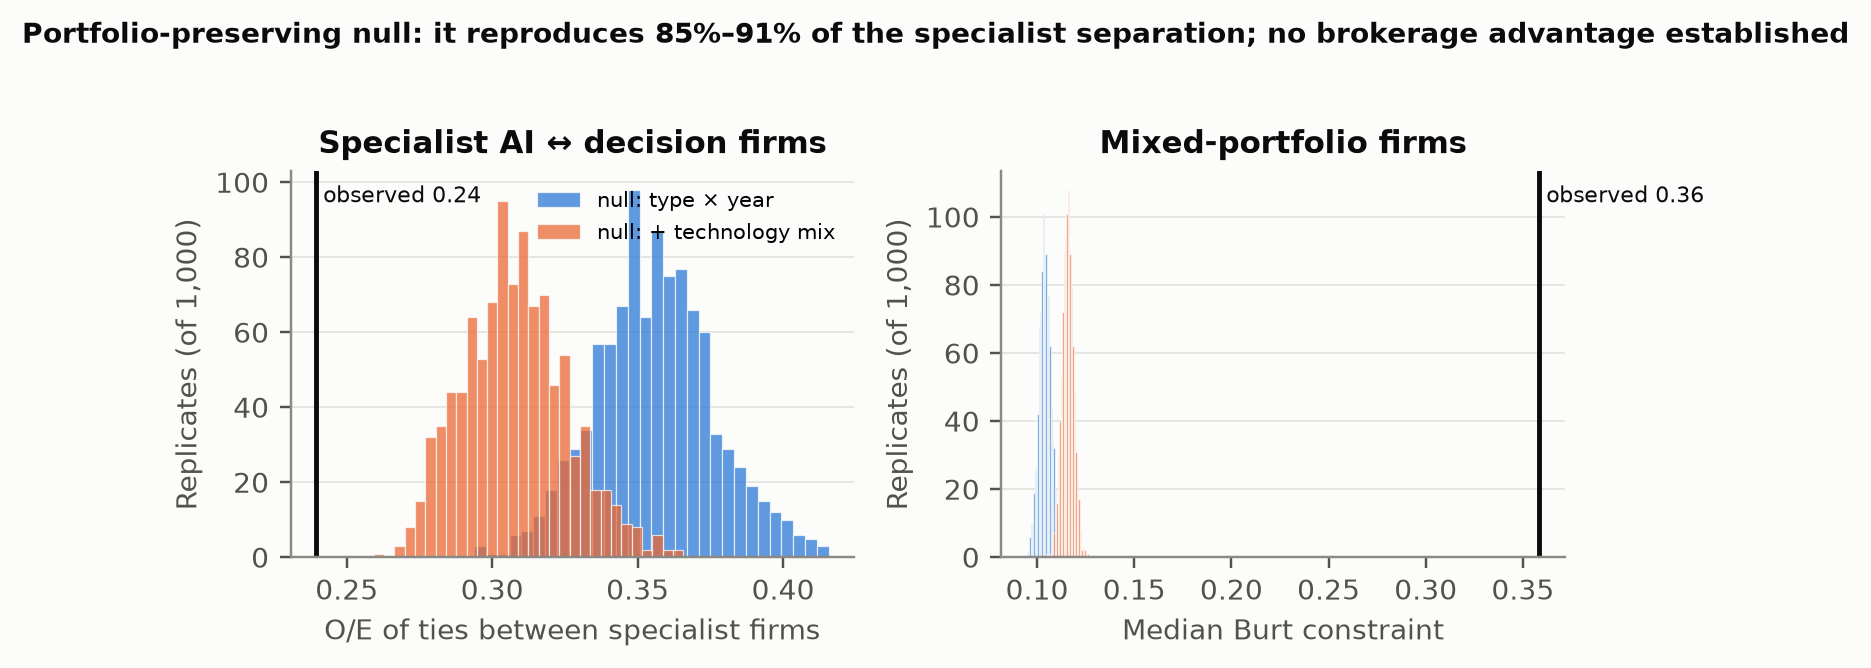 Portfolio-preserving null: it reproduces 85%–91% of the specialist separation; no brokerage advantage established
Specialist AI ↔ decision firms
observed 0.24
null: type × year
null: + technology mix
Replicates (of 1,000)
100
80
60
40
20
0
0.25 0.30 0.35 0.40
O/E of ties between specialist firms
Mixed-portfolio firms
observed 0.36
Replicates (of 1,000)
100
80
60
40
20
0
0.10 0.15 0.20 0.25 0.30 0.35
Median Burt constraint